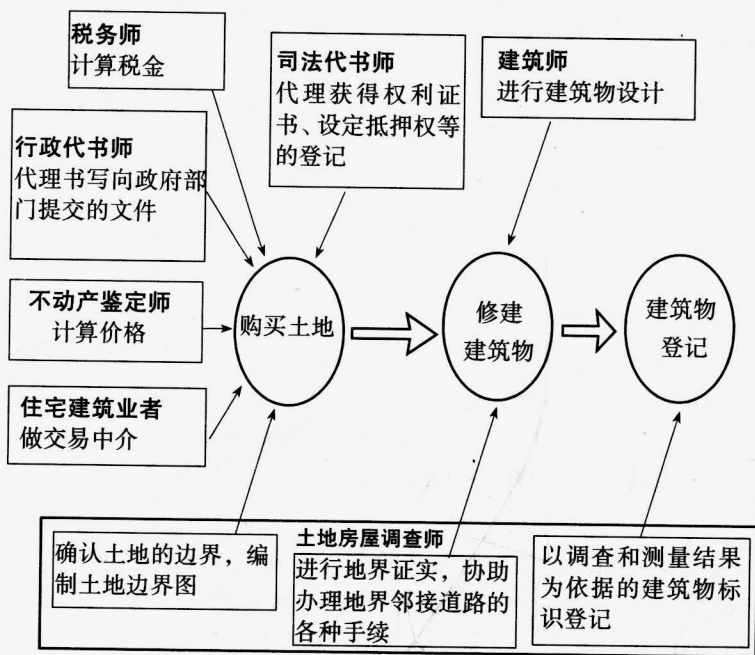 税务师
计算税金
司法代书师
代理获得权利证
书、设定抵押权等
的登记
建筑师
进行建筑物设计
行政代书师
代理书写向政府部
门提交的文件
不动产鉴定师
计算价格
住宅建筑业者
做交易中介
购买土地
修建
建筑物
建筑物
登记
土地房屋调查师
确认土地的边界，编
制土地边界图
进行地界证实，协助
办理地界邻接道路的
各种手续
以调查和测量结果
为依据的建筑物标
识登记